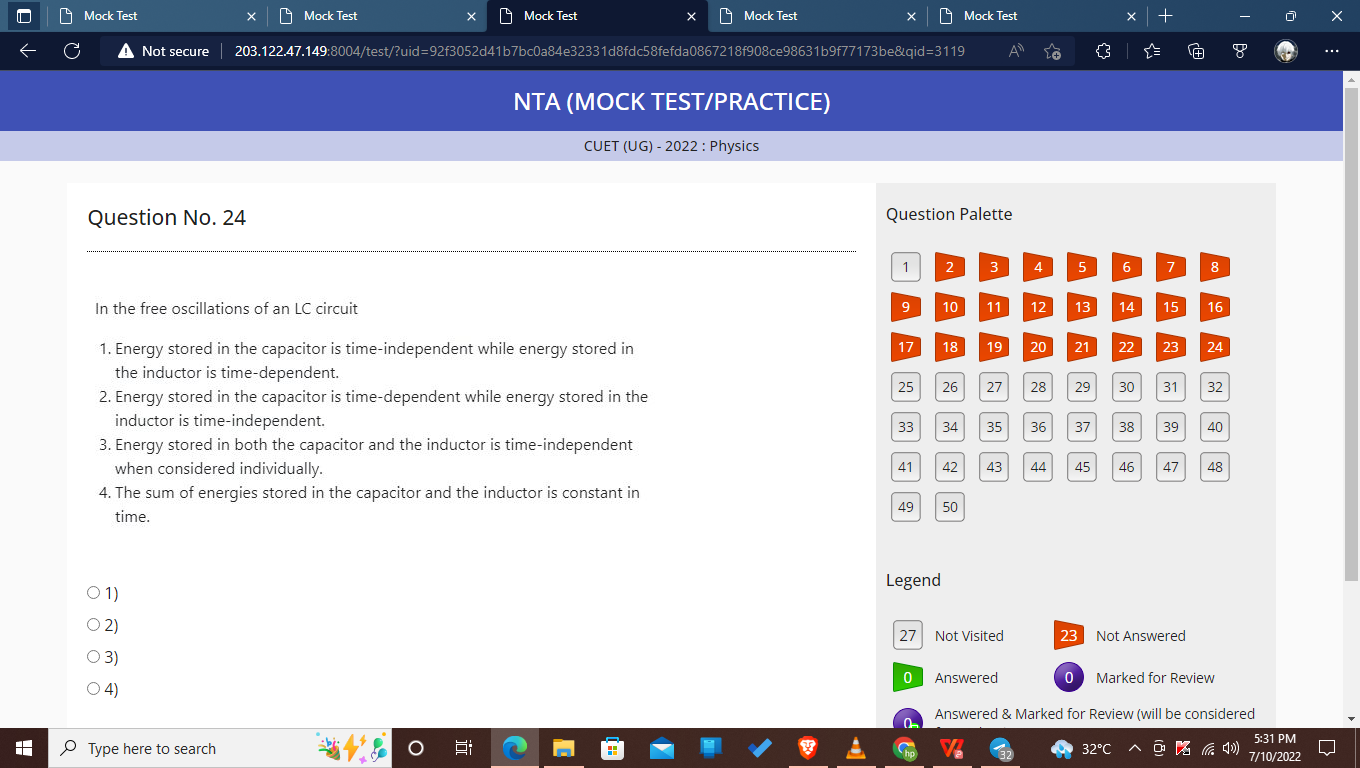 Mock Test
Mock Test
Mock Test
Mock Test
Mock Test
Not secure
203.122.47.149:8004/test/?uid=92f3052d41b7bc0a84e32331d8fdc58fefda0867218f908ce98631b9f77173be&qid=3119
NTA (MOCK TEST/PRACTICE)
CUET (UG) - 2022 : Physics
Question No. 24
In the free oscillations of an LC circuit
1. Energy stored in the capacitor is time-independent while energy stored in
the inductor is time-dependent.
2. Energy stored in the capacitor is time-dependent while energy stored in the
inductor is time-independent.
3. Energy stored in both the capacitor and the inductor is time-independent
when considered individually.
4. The sum of energies stored in the capacitor and the inductor is constant in
time.
1)
2)
3)
4)
Question Palette
1 2 3 4 5 6 7 8
9 10 11 12 13 14 15 16
17 18 19 20 21 22 23 24
25 26 27 28 29 30 31 32
33 34 35 36 37 38 39 40
41 42 43 44 45 46 47 48
49 50
Legend
27 Not Visited 23 Not Answered
0 Answered 0 Marked for Review
0 Answered & Marked for Review (will be considered
Type here to search
hp
32
32°C
5:31 PM
7/10/2022